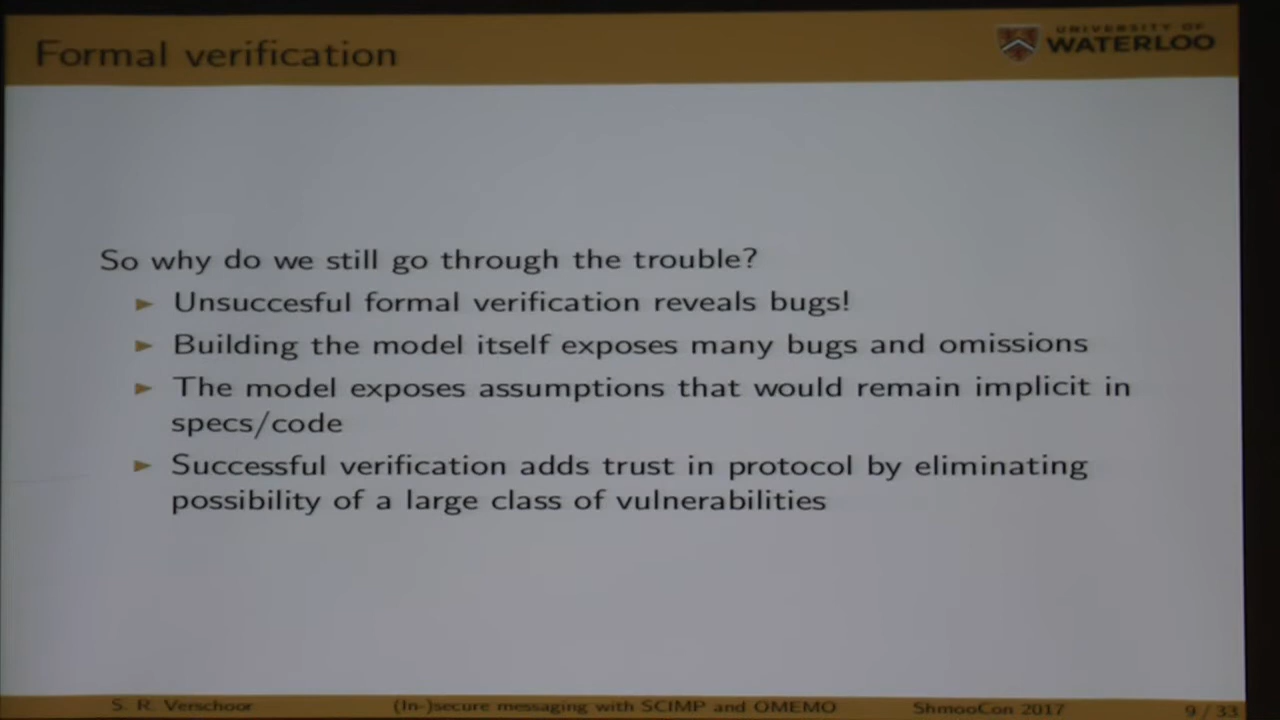 Formal verification
UNIVERSITY OF
WATERLOO
So why do we still go through the trouble?
► Unsuccesful formal verification reveals bugs!
► Building the model itself exposes many bugs and omissions
► The model exposes assumptions that would remain implicit in
specs/code
► Successful verification adds trust in protocol by eliminating
possibility of a large class of vulnerabilities
S. R. Verschoor (In-)secure messaging with SCIMP and OMEMO ShmooCon 2017 9 / 33